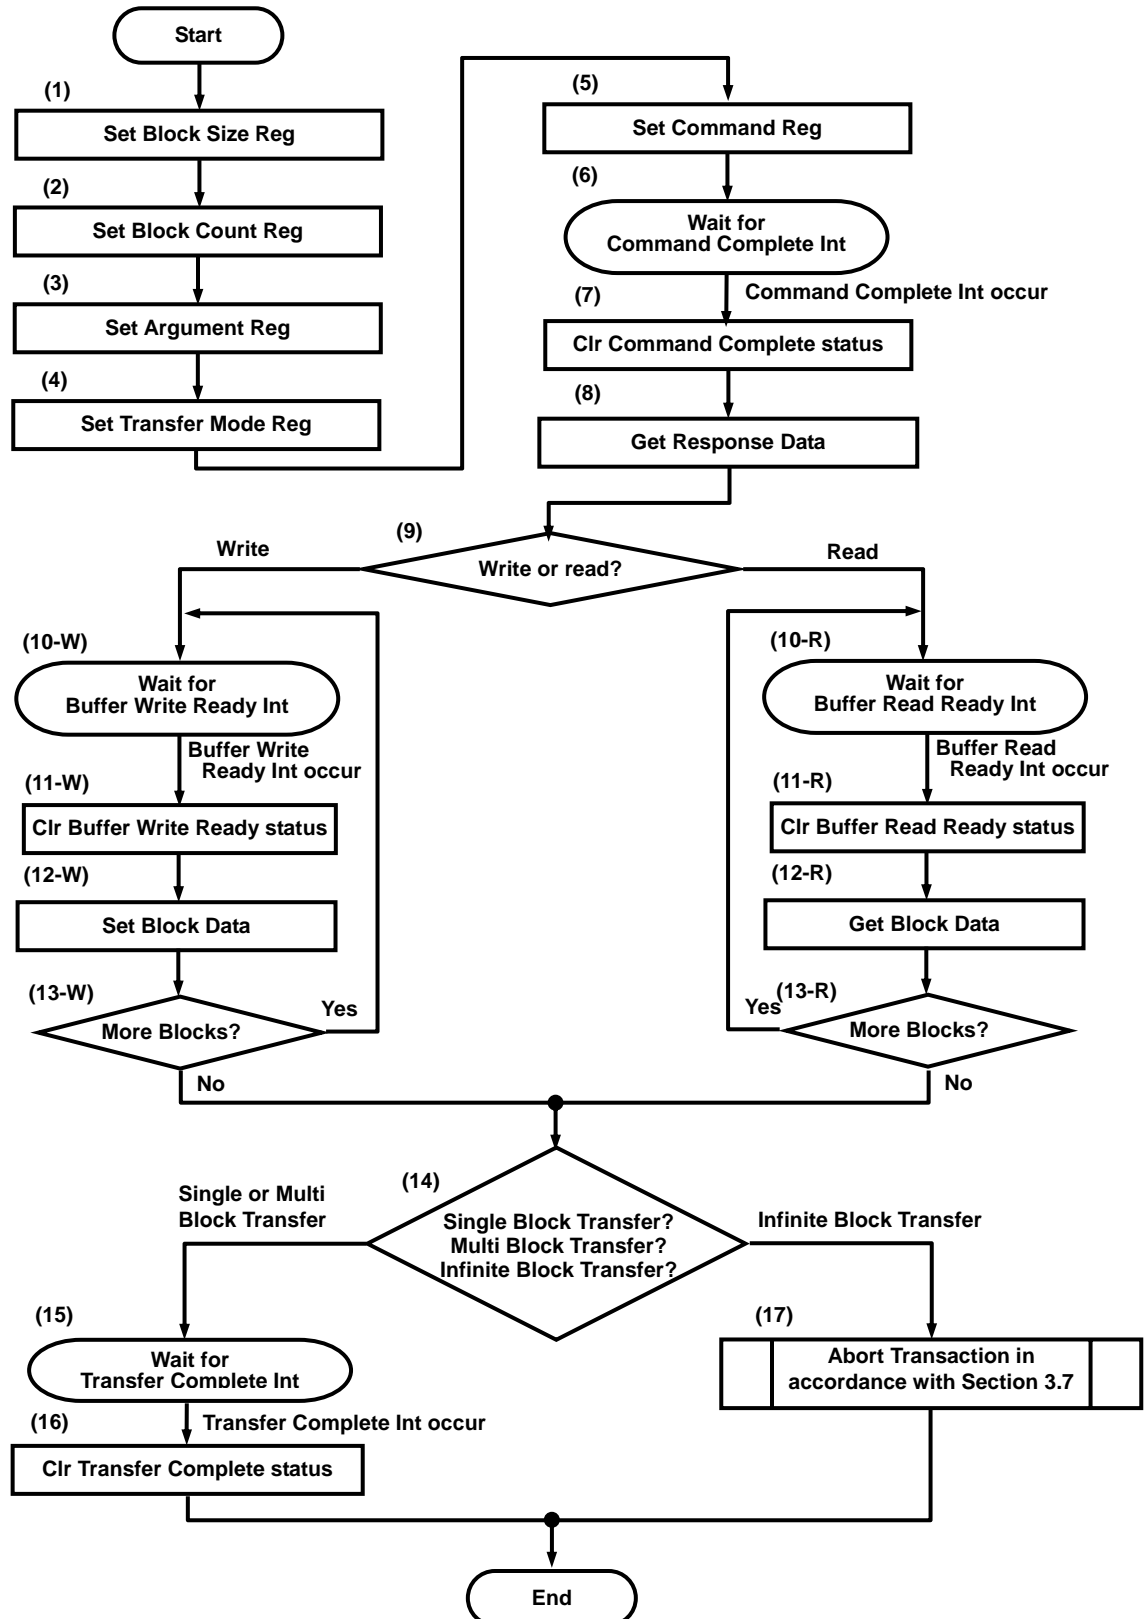 Start
(1)
Set Block Size Reg
(2)
Set Block Count Reg
(3)
Set Argument Reg
(4)
Set Transfer Mode Reg
(5)
Set Command Reg
(6)
Wait for
Command Complete Int
Command Complete Int occur
(7)
Clr Command Complete status
(8)
Get Response Data
(9)
Write or read?
Write
Read
(10-W)
Wait for
Buffer Write Ready Int
Buffer Write
Ready Int occur
(11-W)
Clr Buffer Write Ready status
(12-W)
Set Block Data
(13-W)
More Blocks?
Yes
No
(10-R)
Wait for
Buffer Read Ready Int
Buffer Read
Ready Int occur
(11-R)
Clr Buffer Read Ready status
(12-R)
Get Block Data
(13-R)
Yes
More Blocks?
No
(14)
Single Block Transfer?
Multi Block Transfer?
Infinite Block Transfer?
Single or Multi
Block Transfer
Infinite Block Transfer
(15)
Wait for
Transfer Complete Int
Transfer Complete Int occur
(16)
Clr Transfer Complete status
(17)
Abort Transaction in
accordance with Section 3.7
End